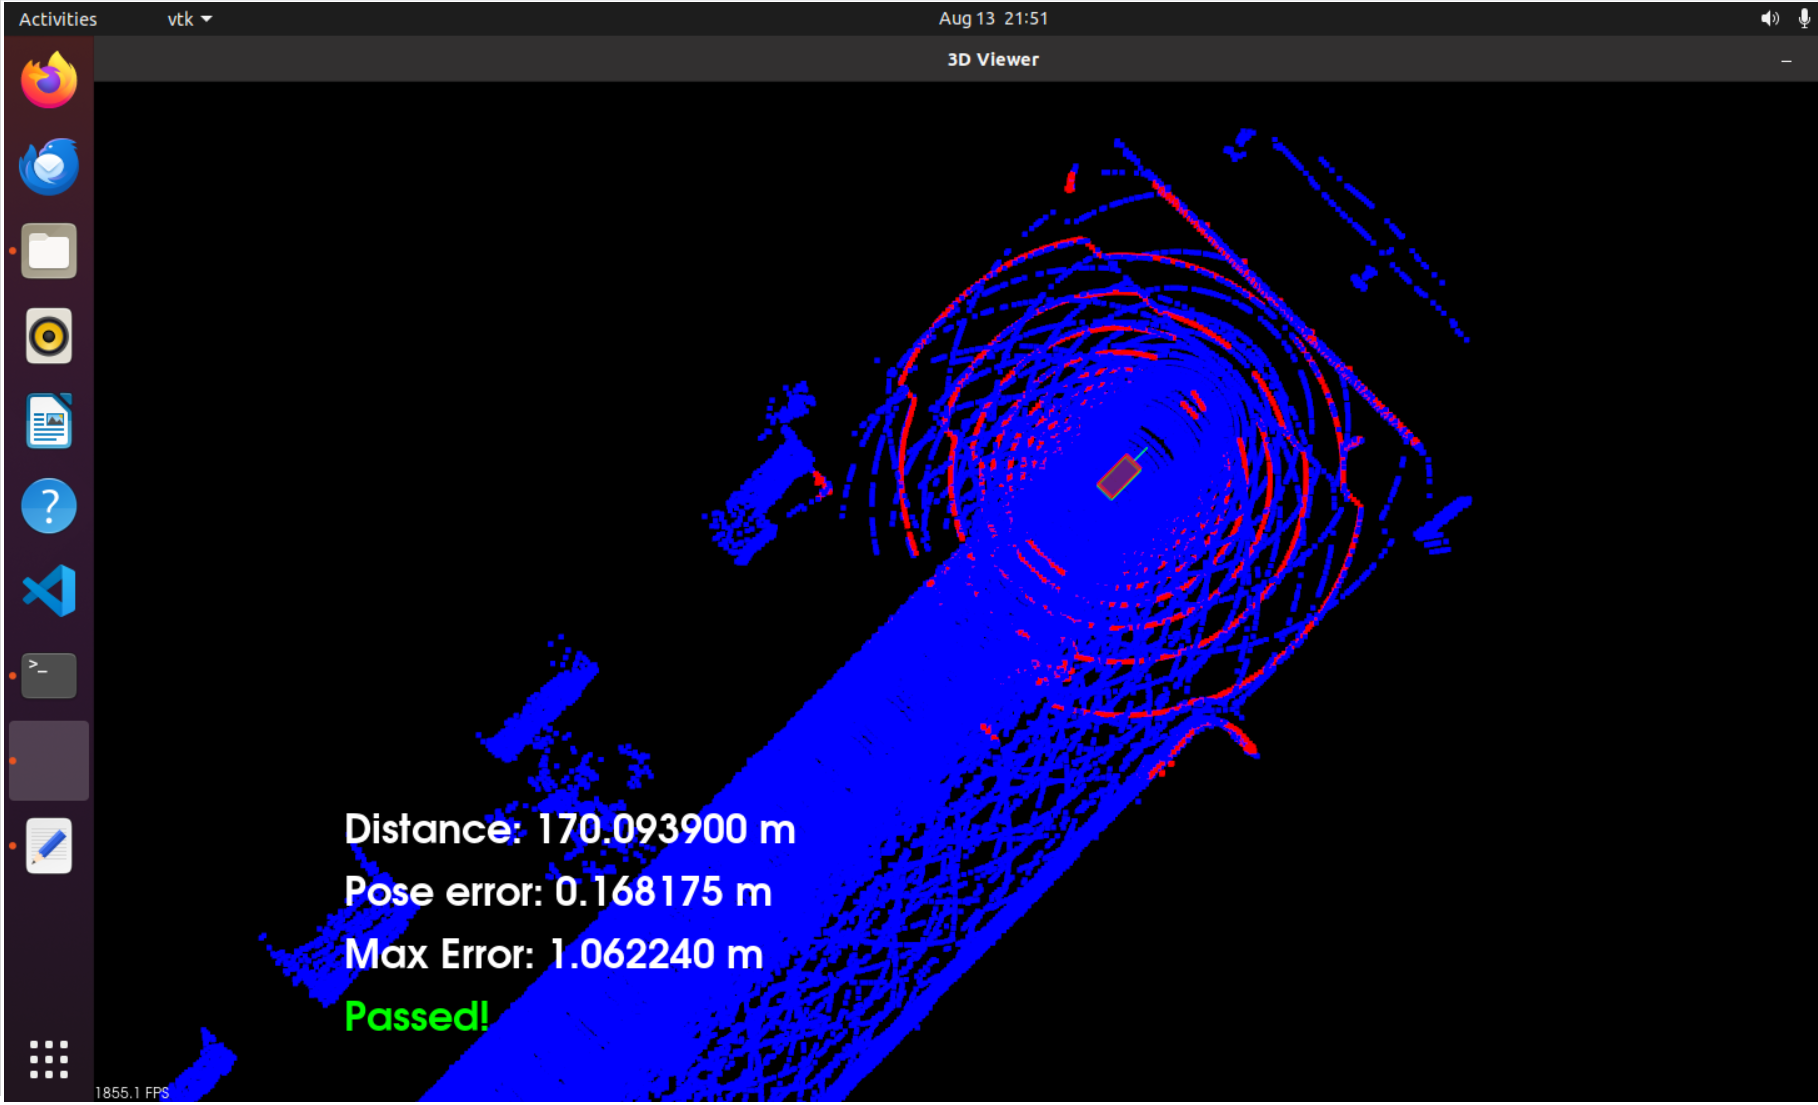 Activities
vtk
Aug 13 21:51
3D Viewer
>_
?
Distance: 170.093900 m
Pose error: 0.168175 m
Max Error: 1.062240 m
Passed!
1855.1 FPS